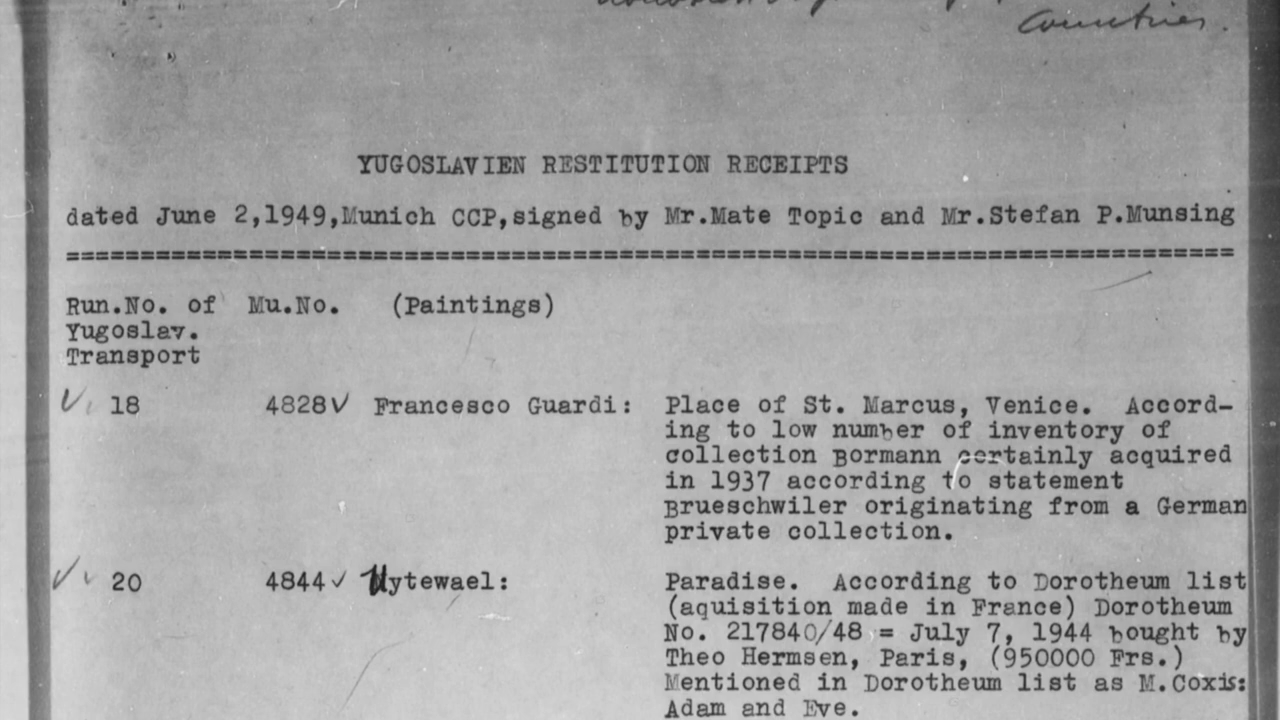 countries.
YUGOSLAVIEN RESTITUTION RECEIPTS
dated June 2,1949,Munich CCP,signed by Mr.Mate Topic and Mr.Stefan P.Munsing
==============================================================================
Run.No. of Mu.No. (Paintings)
Yugoslav.
Transport
18 4828 Francesco Guardi: Place of St. Marcus, Venice. Accord-
ing to low number of inventory of
collection Bormann certainly acquired
in 1937 according to statement
Brueschwiler originating from a German
private collection.
20 4844 Uytewael: Paradise. According to Dorotheum list
(aquisition made in France) Dorotheum
No. 217840/48 = July 7, 1944 bought by
Theo Hermsen, Paris, (950000 Frs.)
Mentioned in Dorotheum list as M.Coxis:
Adam and Eve.